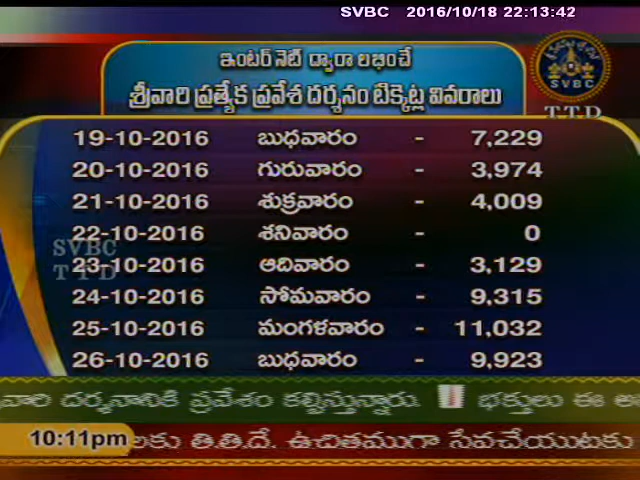 SVBC 2016/10/18 22:13:42
ఇంటర్ నెట్ ద్వారా లభించే
శ్రీవారి ప్రత్యేక ప్రవేశ దర్శనం టిక్కెట్ల వివరాలు
SVBC
TTD
19-10-2016 బుధవారం - 7,229
20-10-2016 గురువారం - 3,974
21-10-2016 శుక్రవారం - 4,009
22-10-2016 శనివారం - 0
SVBC
TTD
23-10-2016 ఆదివారం - 3,129
24-10-2016 సోమవారం - 9,315
25-10-2016 మంగళవారం - 11,032
26-10-2016 బుధవారం - 9,923
వారి దర్శనానికి ప్రవేశం కల్పిస్తున్నారు. భక్తులు ఈ
10:11pm లకు తి.తి.దే. ఉచితముగా సేవచేయుటకు